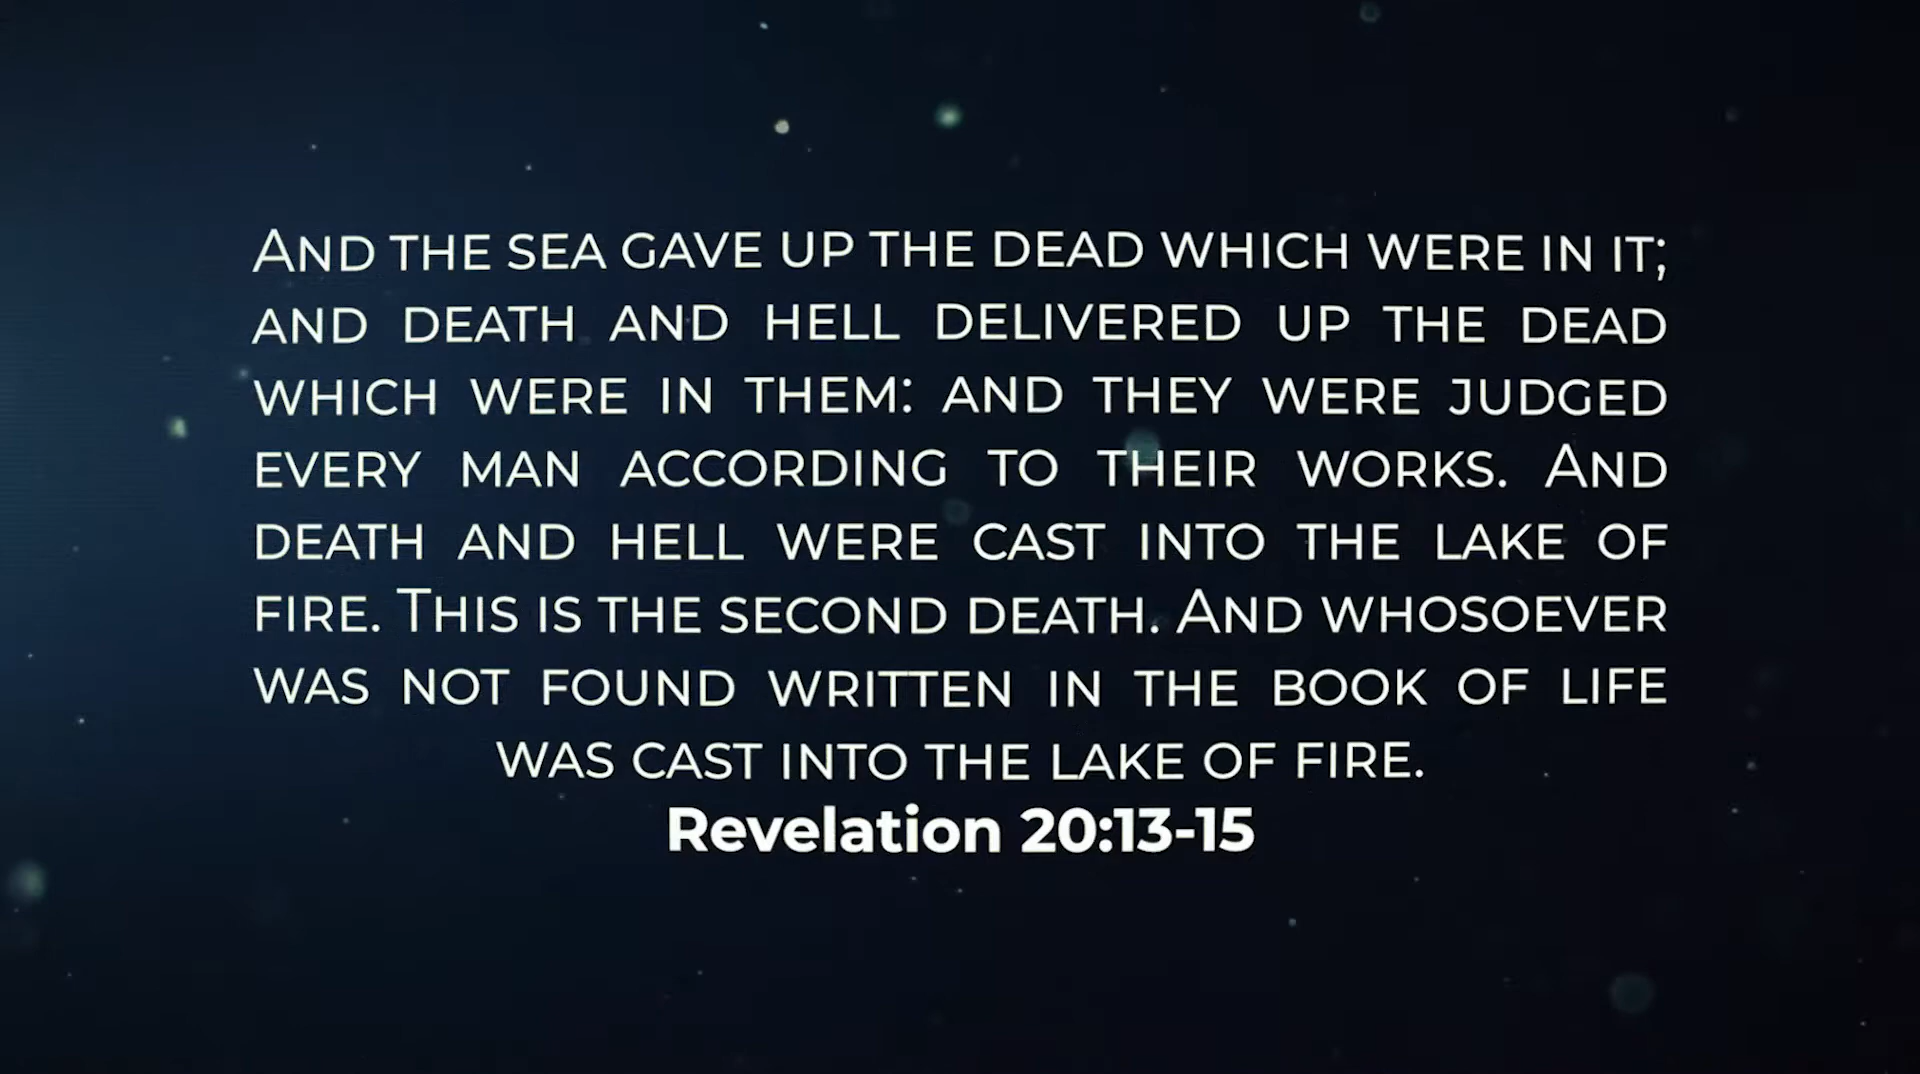 And the sea gave up the dead which were in it;
and death and hell delivered up the dead
which were in them: and they were judged
every man according to their works. And
death and hell were cast into the lake of
fire. This is the second death. And whosoever
was not found written in the book of life
was cast into the lake of fire.
Revelation 20:13-15